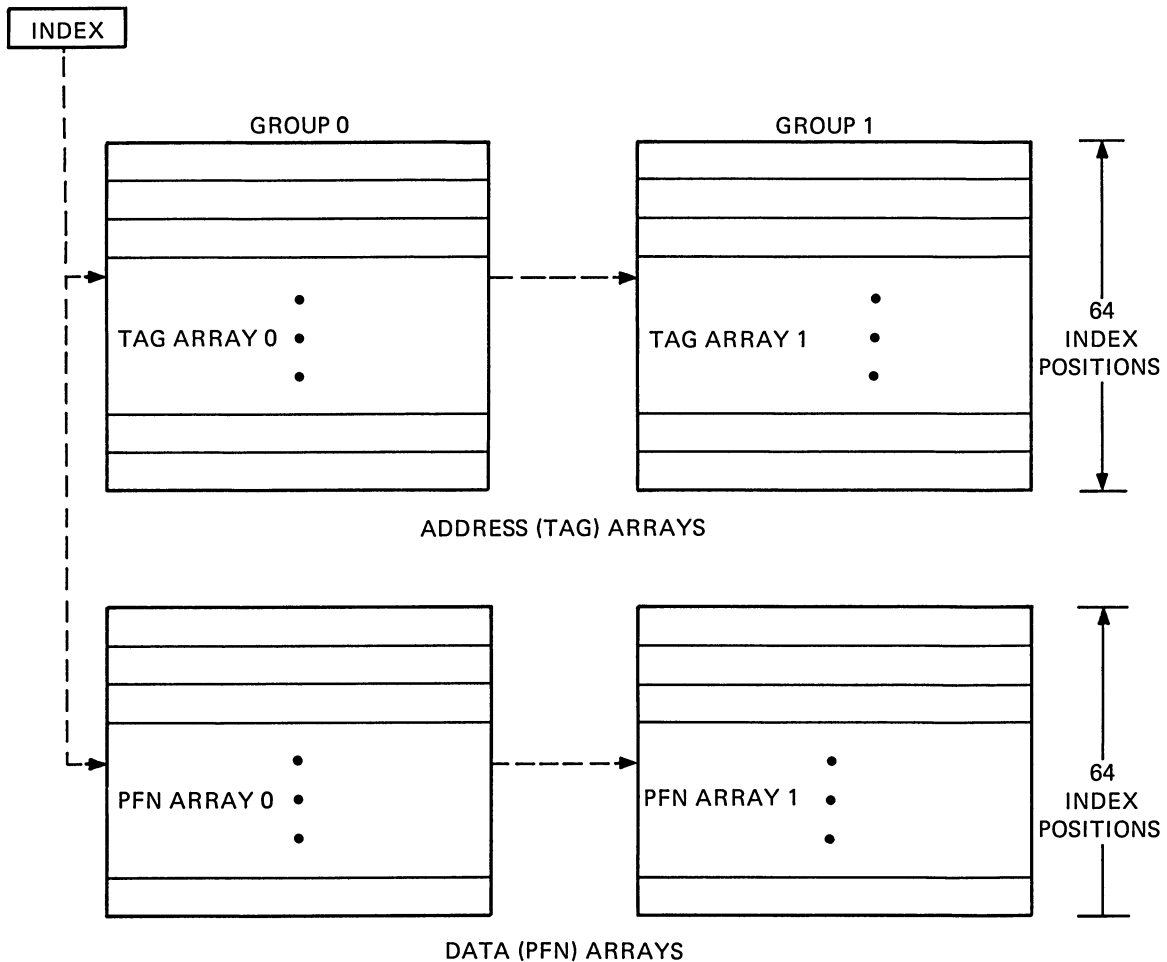 INDEX
GROUP 0
GROUP 1
TAG ARRAY 0
TAG ARRAY 1
64
INDEX
POSITIONS
ADDRESS (TAG) ARRAYS
PFN ARRAY 0
PFN ARRAY 1
64
INDEX
POSITIONS
DATA (PFN) ARRAYS